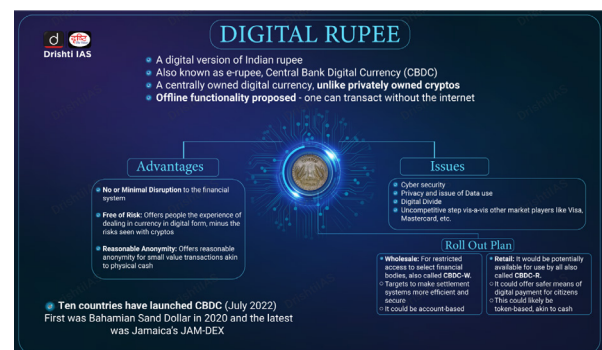 Drishti IAS
DIGITAL RUPEE
A digital version of Indian rupee
Also known as e-rupee, Central Bank Digital Currency (CBDC)
A centrally owned digital currency, unlike privately owned cryptos
Offline functionality proposed - one can transact without the internet
Advantages
No or Minimal Disruption to the financial
system
Free of Risk: Offers people the experience of
dealing in currency in digital form, minus the
risks seen with cryptos
Reasonable Anonymity: Offers reasonable
anonymity for small value transactions akin
to physical cash
Issues
Cyber security
Privacy and issue of Data use
Digital Divide
Uncompetitive step vis-a-vis other market players like Visa,
Mastercard, etc.
Roll Out Plan
Wholesale: For restricted
access to select financial
bodies, also called CBDC-W.
Targets to make settlement
systems more efficient and
secure
It could be account-based
Retail: It would be potentially
available for use by all also
called CBDC-R.
It could offer safer means of
digital payment for citizens
This could likely be
token-based, akin to cash
Ten countries have launched CBDC (July 2022)
First was Bahamian Sand Dollar in 2020 and the latest
was Jamaica's JAM-DEX